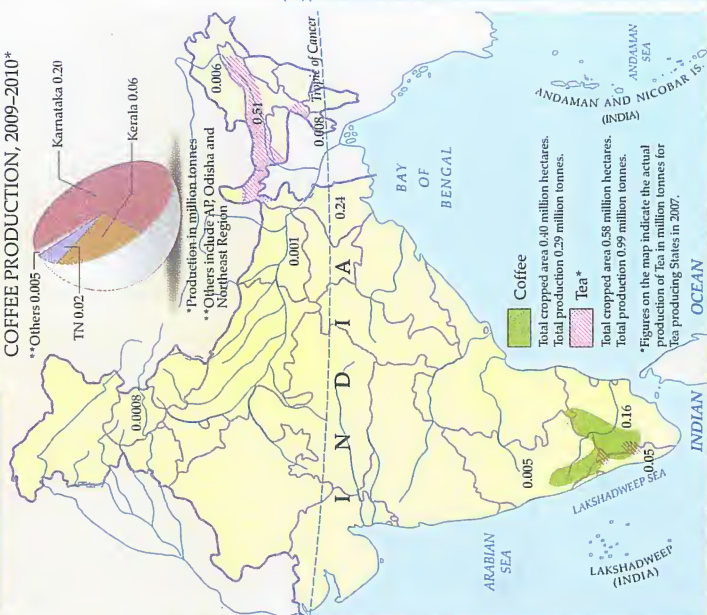 COFFEE PRODUCTION, 2009–2010*
**Others 0.005
Karnataka 0.20
TN 0.02
Kerala 0.06
*Production in million tonnes
**Others include AP, Odisha and
Northeast Region
0.0008
0.006
0.51
0.008
Tropic of Cancer
0.001
0.24
I N D I A
0.005
0.16
0.05
ARABIAN
SEA
BAY
OF
BENGAL
LAKSHADWEEP SEA
LAKSHADWEEP
(INDIA)
INDIAN OCEAN
ANDAMAN
SEA
ANDAMAN AND NICOBAR IS.
(INDIA)
Coffee
Total cropped area 0.40 million hectares.
Total production 0.29 million tonnes.
Tea*
Total cropped area 0.58 million hectares.
Total production 0.99 million tonnes.
*Figures on the map indicate the actual
production of Tea in million tonnes for
Tea producing States in 2007.